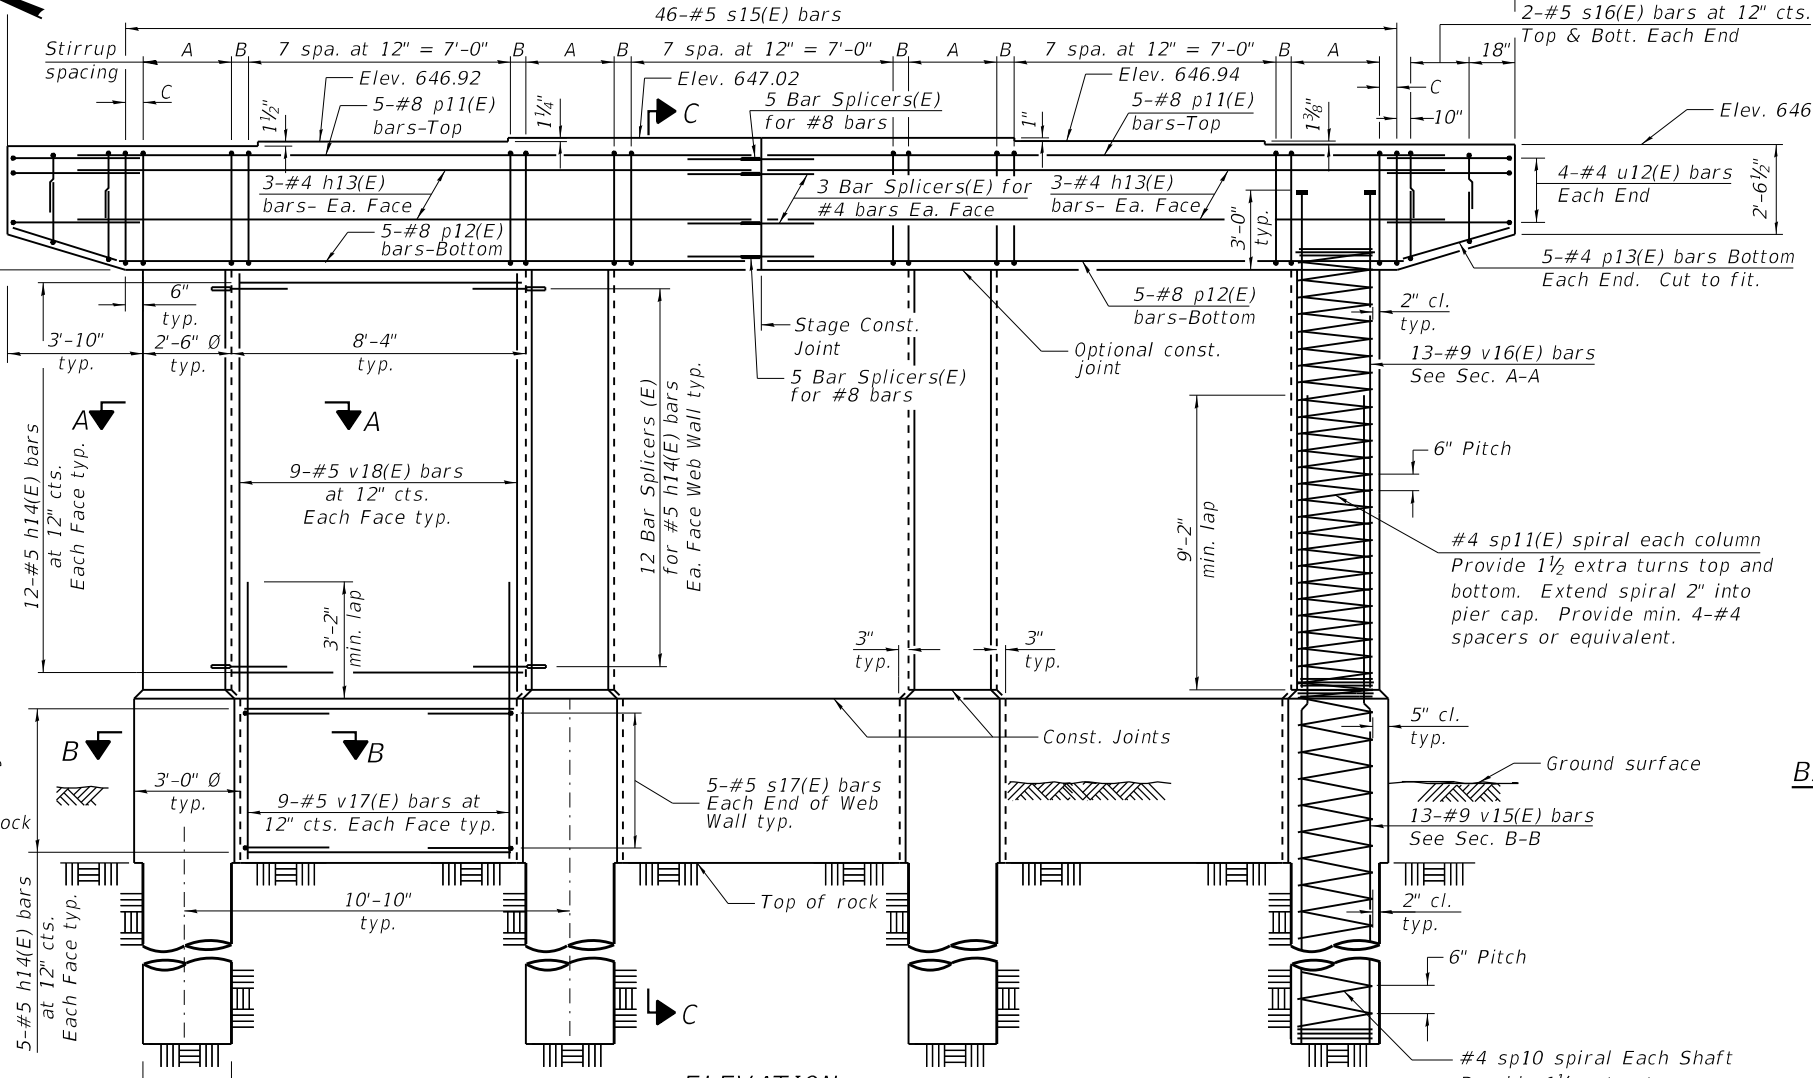 46-#5 s15(E) bars
2-#5 s16(E) bars at 12" cts.
Top & Bott. Each End
Stirrup
spacing
A
B
7 spa. at 12" = 7'-0"
B
A
B
7 spa. at 12" = 7'-0"
B
A
B
7 spa. at 12" = 7'-0"
B
A
18"
C
C
10"
Elev. 646.92
5-#8 p11(E)
bars-Top
Elev. 647.02
5 Bar Splicers(E)
for #8 bars
C
Elev. 646.94
5-#8 p11(E)
bars-Top
Elev. 646
1½"
1¼"
1"
1⅜"
3-#4 h13(E)
bars- Ea. Face
3 Bar Splicers(E) for
#4 bars Ea. Face
3-#4 h13(E)
bars- Ea. Face
4-#4 u12(E) bars
Each End
2'-6½"
3'-0"
typ.
5-#8 p12(E)
bars-Bottom
5-#4 p13(E) bars Bottom
Each End. Cut to fit.
6"
typ.
5-#8 p12(E)
bars-Bottom
2" cl.
typ.
3'-10"
typ.
2'-6" Ø
typ.
8'-4"
typ.
Stage Const.
Joint
Optional const.
joint
5 Bar Splicers(E)
for #8 bars
13-#9 v16(E) bars
See Sec. A-A
A
A
12-#5 h14(E) bars
at 12" cts.
Each Face typ.
9-#5 v18(E) bars
at 12" cts.
Each Face typ.
12 Bar Splicers (E)
for #5 h14(E) bars
Ea. Face Web Wall typ.
6" Pitch
9'-2"
min. lap
#4 sp11(E) spiral each column
Provide 1½ extra turns top and
bottom. Extend spiral 2" into
pier cap. Provide min. 4-#4
spacers or equivalent.
3'-2"
min. lap
3"
typ.
3"
typ.
B
B
Const. Joints
5" cl.
typ.
Ground surface
B
3'-0" Ø
typ.
9-#5 v17(E) bars at
12" cts. Each Face typ.
5-#5 s17(E) bars
Each End of Web
Wall typ.
ock
13-#9 v15(E) bars
See Sec. B-B
5-#5 h14(E) bars
at 12" cts.
Each Face typ.
10'-10"
typ.
Top of rock
2" cl.
typ.
6" Pitch
C
#4 sp10 spiral Each Shaft
ELEVATION